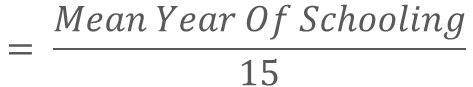 = Mean Year Of Schooling
15